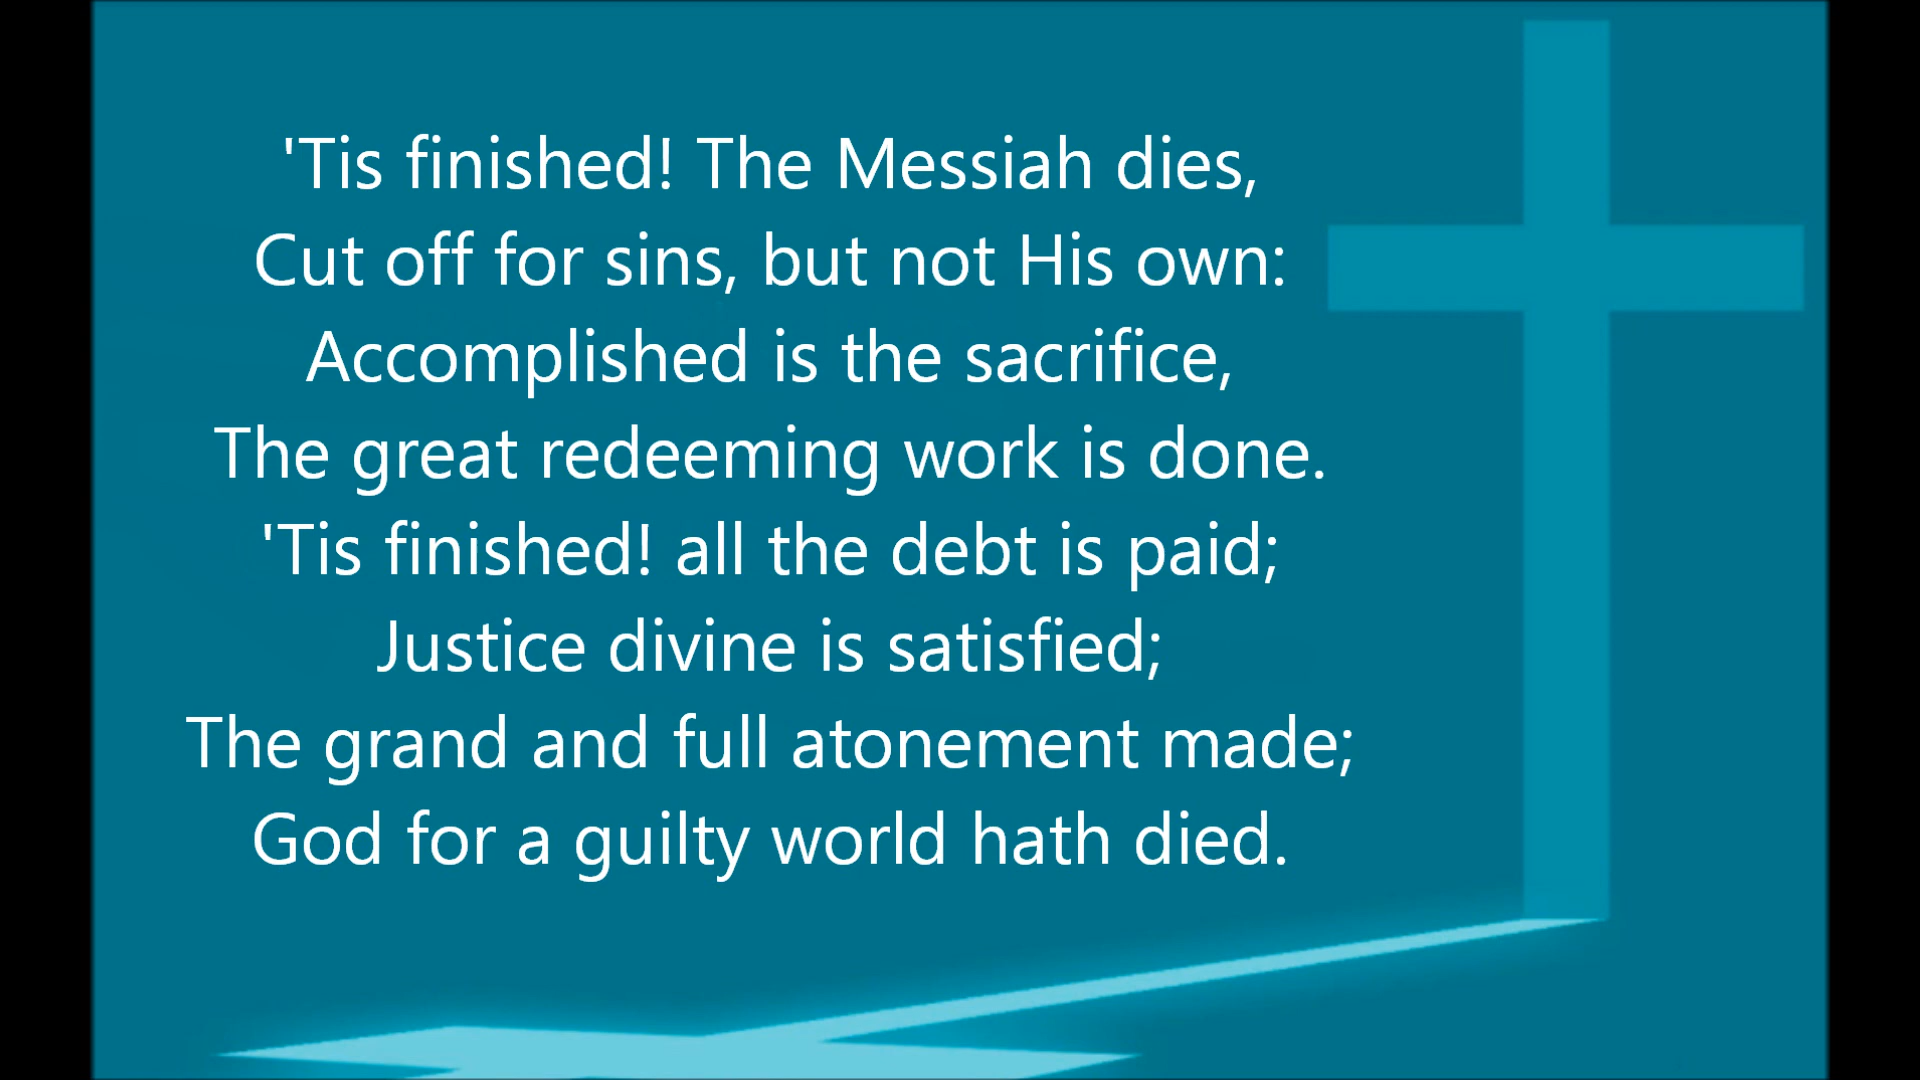 'Tis finished! The Messiah dies,
Cut off for sins, but not His own:
Accomplished is the sacrifice,
The great redeeming work is done.
'Tis finished! all the debt is paid;
Justice divine is satisfied;
The grand and full atonement made;
God for a guilty world hath died.